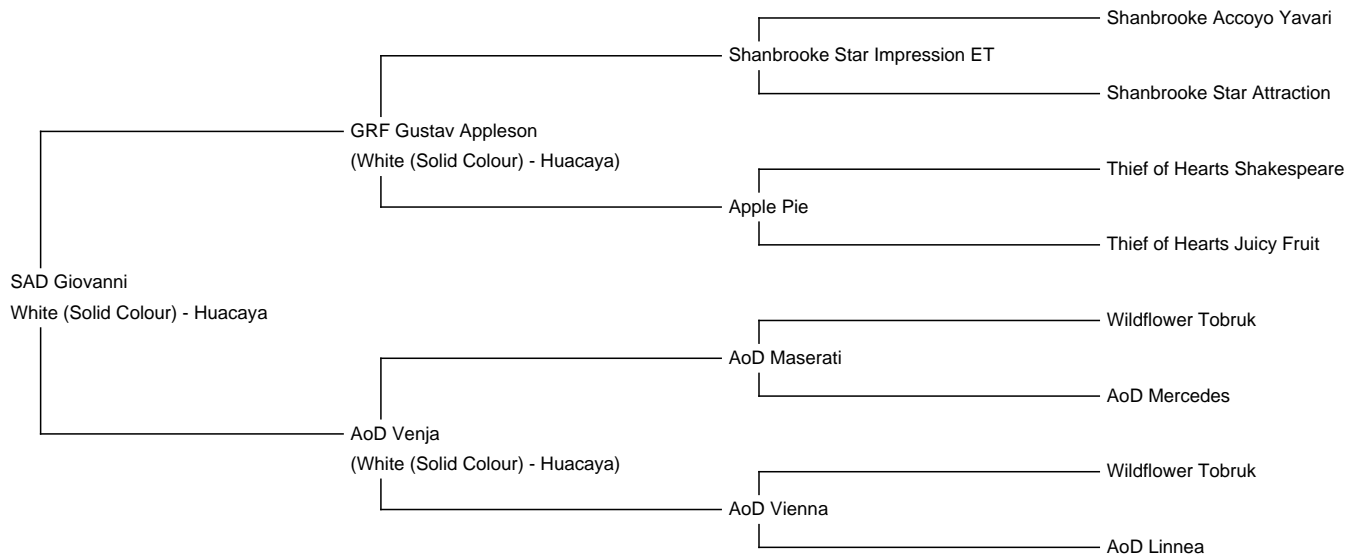 Shanbrooke Accoyo Yavari
Shanbrooke Star Impression ET
Shanbrooke Star Attraction
GRF Gustav Appleson
(White (Solid Colour) - Huacaya)
Thief of Hearts Shakespeare
Apple Pie
Thief of Hearts Juicy Fruit
SAD Giovanni
White (Solid Colour) - Huacaya
Wildflower Tobruk
AoD Maserati
AoD Mercedes
AoD Venja
(White (Solid Colour) - Huacaya)
Wildflower Tobruk
AoD Vienna
AoD Linnea